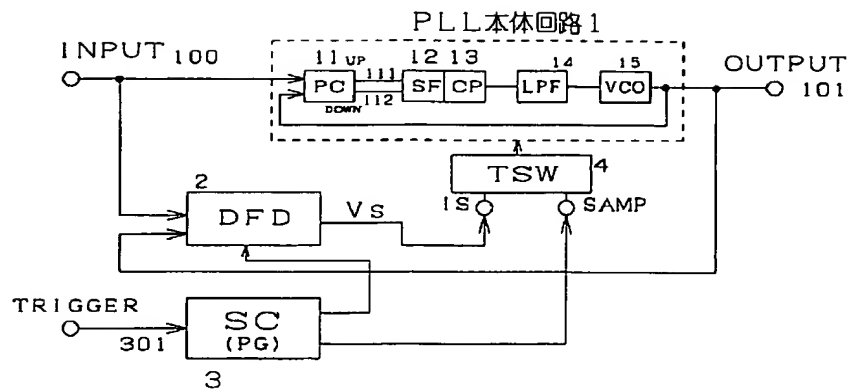 PLL本体回路1
INPUT 100
11 UP 111 12 13 14 15
PC SF CP LPF VCO
DOWN 112
OUTPUT
101
TSW 4
2
DFD VS IS SAMP
TRIGGER
301
SC
(PG)
3